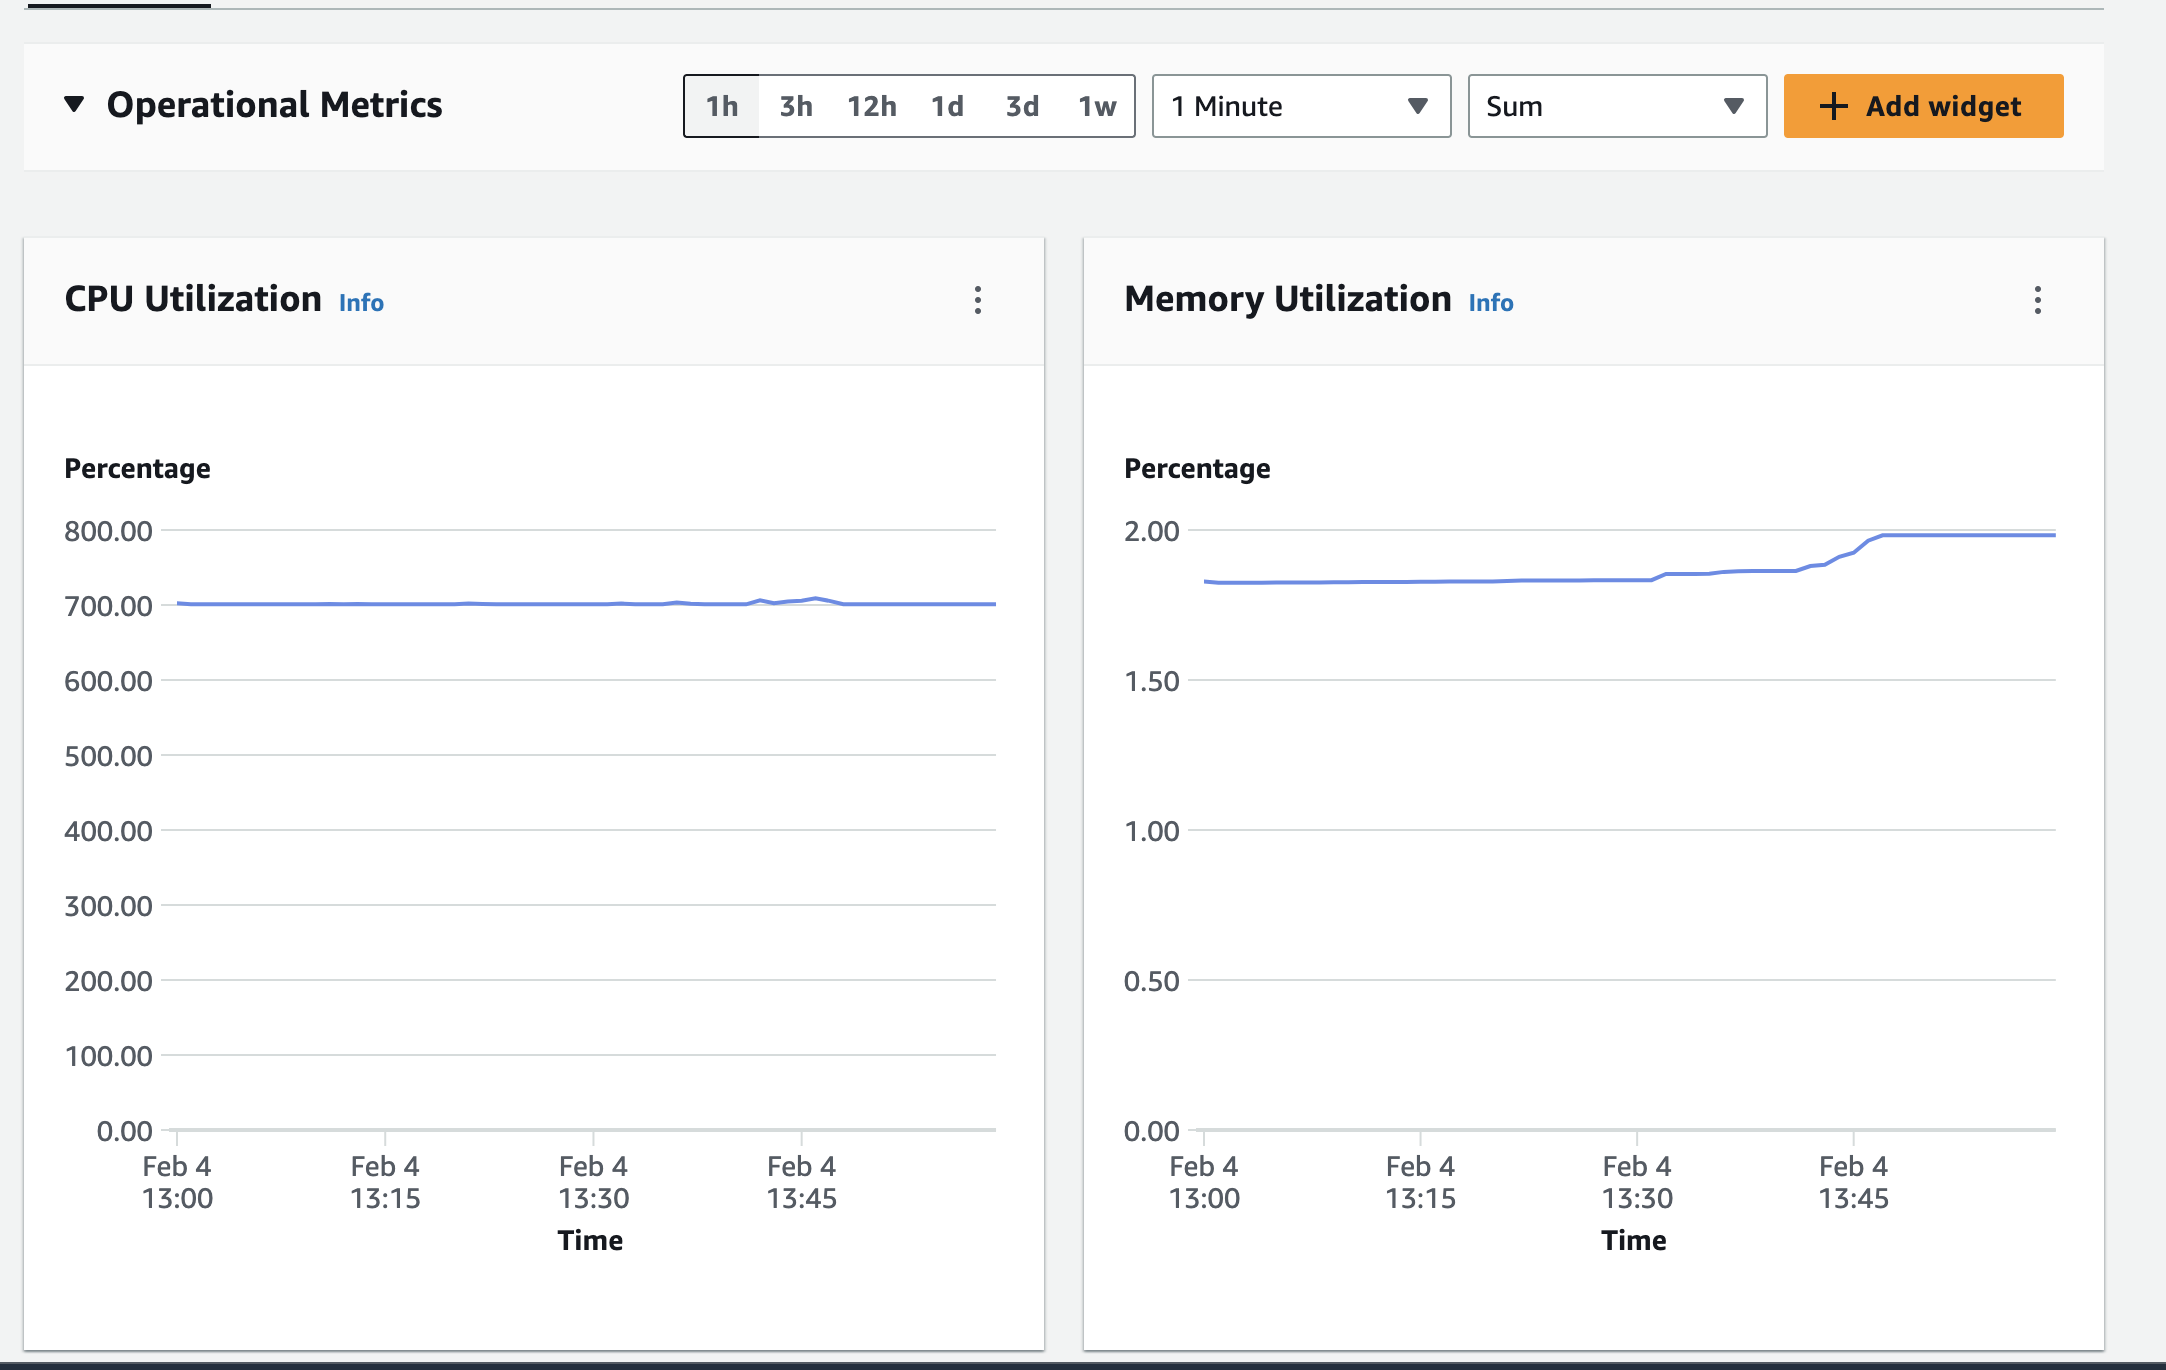 Operational Metrics
1h 3h 12h 1d 3d 1w
1 Minute
Sum
+ Add widget
CPU Utilization Info
Percentage
800.00
700.00
600.00
500.00
400.00
300.00
200.00
100.00
0.00
Feb 4 Feb 4 Feb 4 Feb 4
13:00 13:15 13:30 13:45
Time
Memory Utilization Info
Percentage
2.00
1.50
1.00
0.50
0.00
Feb 4 Feb 4 Feb 4 Feb 4
13:00 13:15 13:30 13:45
Time